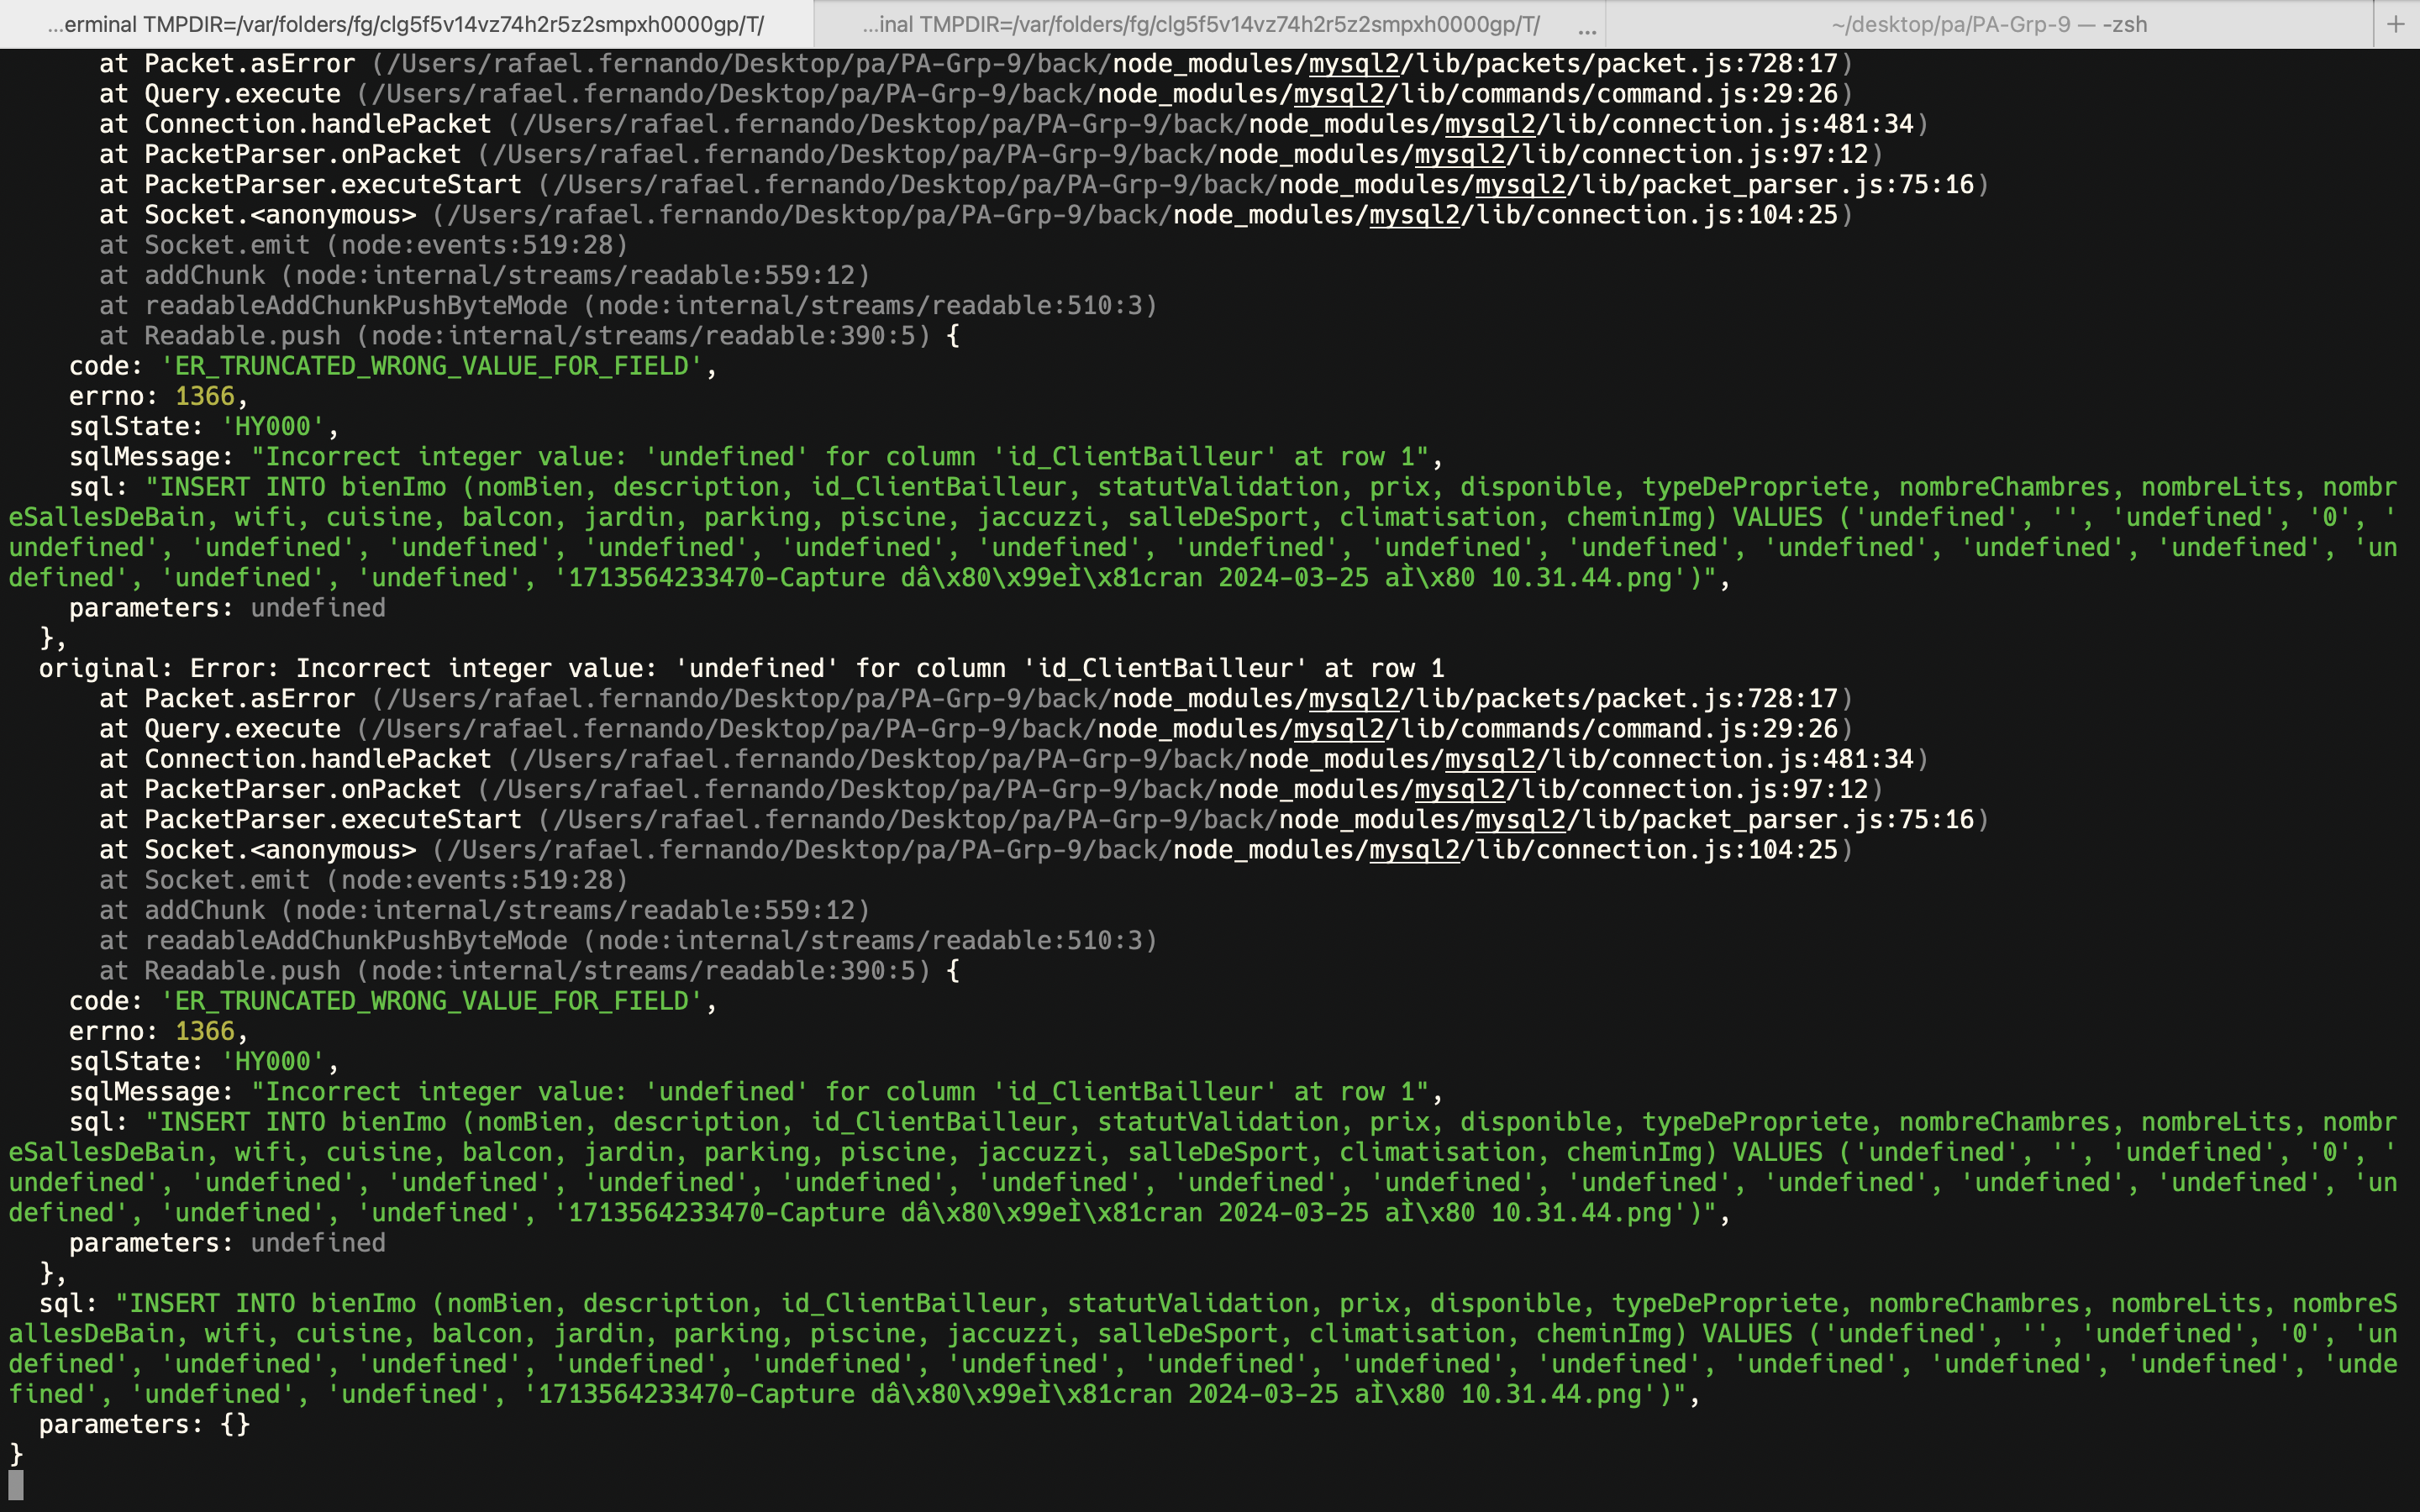 ...erminal TMPDIR=/var/folders/fg/clg5f5v14vz74h2r5z2smpxh0000gp/T/ ...inal TMPDIR=/var/folders/fg/clg5f5v14vz74h2r5z2smpxh0000gp/T/ ... ~/desktop/pa/PA-Grp-9 — -zsh +
at Packet.asError (/Users/rafael.fernando/Desktop/pa/PA-Grp-9/back/node_modules/mysql2/lib/packets/packet.js:728:17)
at Query.execute (/Users/rafael.fernando/Desktop/pa/PA-Grp-9/back/node_modules/mysql2/lib/commands/command.js:29:26)
at Connection.handlePacket (/Users/rafael.fernando/Desktop/pa/PA-Grp-9/back/node_modules/mysql2/lib/connection.js:481:34)
at PacketParser.onPacket (/Users/rafael.fernando/Desktop/pa/PA-Grp-9/back/node_modules/mysql2/lib/connection.js:97:12)
at PacketParser.executeStart (/Users/rafael.fernando/Desktop/pa/PA-Grp-9/back/node_modules/mysql2/lib/packet_parser.js:75:16)
at Socket.<anonymous> (/Users/rafael.fernando/Desktop/pa/PA-Grp-9/back/node_modules/mysql2/lib/connection.js:104:25)
at Socket.emit (node:events:519:28)
at addChunk (node:internal/streams/readable:559:12)
at readableAddChunkPushByteMode (node:internal/streams/readable:510:3)
at Readable.push (node:internal/streams/readable:390:5) {
code: 'ER_TRUNCATED_WRONG_VALUE_FOR_FIELD',
errno: 1366,
sqlState: 'HY000',
sqlMessage: "Incorrect integer value: 'undefined' for column 'id_ClientBailleur' at row 1",
sql: "INSERT INTO bienImo (nomBien, description, id_ClientBailleur, statutValidation, prix, disponible, typeDePropriete, nombreChambres, nombreLits, nombr
eSallesDeBain, wifi, cuisine, balcon, jardin, parking, piscine, jaccuzzi, salleDeSport, climatisation, cheminImg) VALUES ('undefined', '', 'undefined', '0', '
undefined', 'undefined', 'undefined', 'undefined', 'undefined', 'undefined', 'undefined', 'undefined', 'undefined', 'undefined', 'undefined', 'undefined', 'un
defined', 'undefined', 'undefined', '1713564233470-Capture dâ\x80\x99eÌ\x81cran 2024-03-25 aÌ\x80 10.31.44.png')",
parameters: undefined
},
original: Error: Incorrect integer value: 'undefined' for column 'id_ClientBailleur' at row 1
at Packet.asError (/Users/rafael.fernando/Desktop/pa/PA-Grp-9/back/node_modules/mysql2/lib/packets/packet.js:728:17)
at Query.execute (/Users/rafael.fernando/Desktop/pa/PA-Grp-9/back/node_modules/mysql2/lib/commands/command.js:29:26)
at Connection.handlePacket (/Users/rafael.fernando/Desktop/pa/PA-Grp-9/back/node_modules/mysql2/lib/connection.js:481:34)
at PacketParser.onPacket (/Users/rafael.fernando/Desktop/pa/PA-Grp-9/back/node_modules/mysql2/lib/connection.js:97:12)
at PacketParser.executeStart (/Users/rafael.fernando/Desktop/pa/PA-Grp-9/back/node_modules/mysql2/lib/packet_parser.js:75:16)
at Socket.<anonymous> (/Users/rafael.fernando/Desktop/pa/PA-Grp-9/back/node_modules/mysql2/lib/connection.js:104:25)
at Socket.emit (node:events:519:28)
at addChunk (node:internal/streams/readable:559:12)
at readableAddChunkPushByteMode (node:internal/streams/readable:510:3)
at Readable.push (node:internal/streams/readable:390:5) {
code: 'ER_TRUNCATED_WRONG_VALUE_FOR_FIELD',
errno: 1366,
sqlState: 'HY000',
sqlMessage: "Incorrect integer value: 'undefined' for column 'id_ClientBailleur' at row 1",
sql: "INSERT INTO bienImo (nomBien, description, id_ClientBailleur, statutValidation, prix, disponible, typeDePropriete, nombreChambres, nombreLits, nombr
eSallesDeBain, wifi, cuisine, balcon, jardin, parking, piscine, jaccuzzi, salleDeSport, climatisation, cheminImg) VALUES ('undefined', '', 'undefined', '0', '
undefined', 'undefined', 'undefined', 'undefined', 'undefined', 'undefined', 'undefined', 'undefined', 'undefined', 'undefined', 'undefined', 'undefined', 'un
defined', 'undefined', 'undefined', '1713564233470-Capture dâ\x80\x99eÌ\x81cran 2024-03-25 aÌ\x80 10.31.44.png')",
parameters: undefined
},
sql: "INSERT INTO bienImo (nomBien, description, id_ClientBailleur, statutValidation, prix, disponible, typeDePropriete, nombreChambres, nombreLits, nombreS
allesDeBain, wifi, cuisine, balcon, jardin, parking, piscine, jaccuzzi, salleDeSport, climatisation, cheminImg) VALUES ('undefined', '', 'undefined', '0', 'un
defined', 'undefined', 'undefined', 'undefined', 'undefined', 'undefined', 'undefined', 'undefined', 'undefined', 'undefined', 'undefined', 'undefined', 'unde
fined', 'undefined', 'undefined', '1713564233470-Capture dâ\x80\x99eÌ\x81cran 2024-03-25 aÌ\x80 10.31.44.png')",
parameters: {}
}